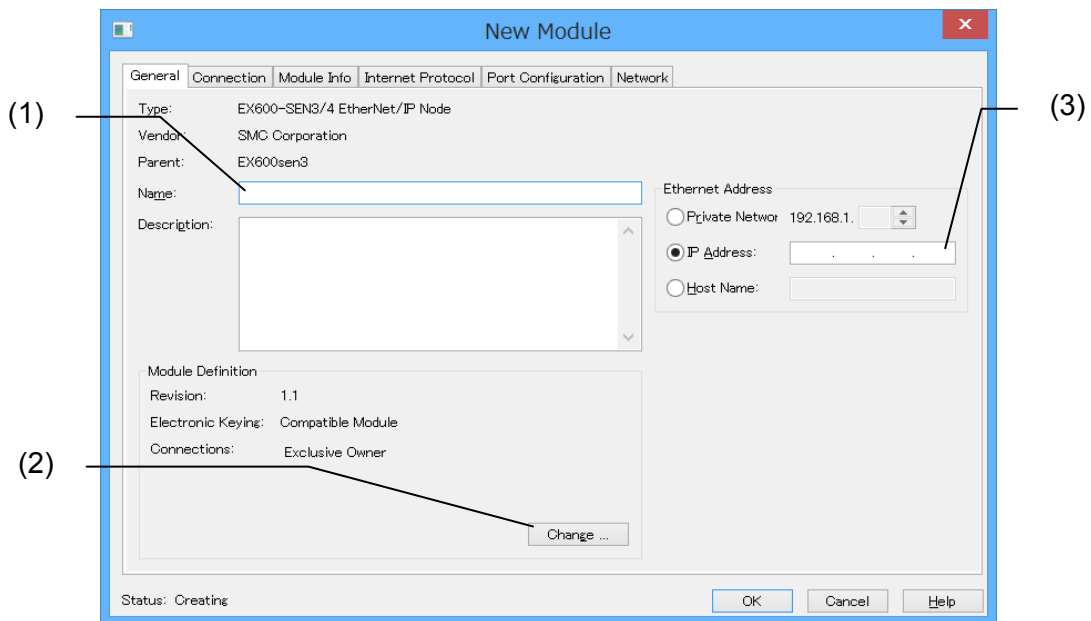 New Module
x
General Connection Module Info Internet Protocol Port Configuration Network
(1)
(3)
Type: EX600-SEN3/4 EtherNet/IP Node
Vendor: SMC Corporation
Parent: EX600sen3
Name:
Description:
Ethernet Address
Private Networ 192.168.1.
IP Address: . . .
Host Name:
Module Definition
Revision: 1.1
Electronic Keying: Compatible Module
Connections: Exclusive Owner
(2)
Change ...
Status: Creating
OK Cancel Help